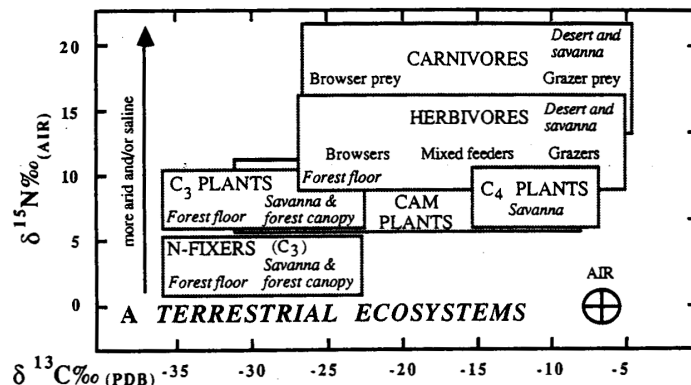 20
15
10
5
0
δ 15N‰(AIR)
more arid and/or saline
Desert and
savanna
CARNIVORES
Browser prey Grazer prey
HERBIVORES Desert and
savanna
Browsers Mixed feeders Grazers
Forest floor
C3 PLANTS
Savanna &
Forest floor forest canopy
CAM
PLANTS
C4 PLANTS
Savanna
N-FIXERS (C3)
Savanna &
Forest floor forest canopy
AIR
A TERRESTRIAL ECOSYSTEMS
δ 13C‰ (PDB) -35 -30 -25 -20 -15 -10 -5